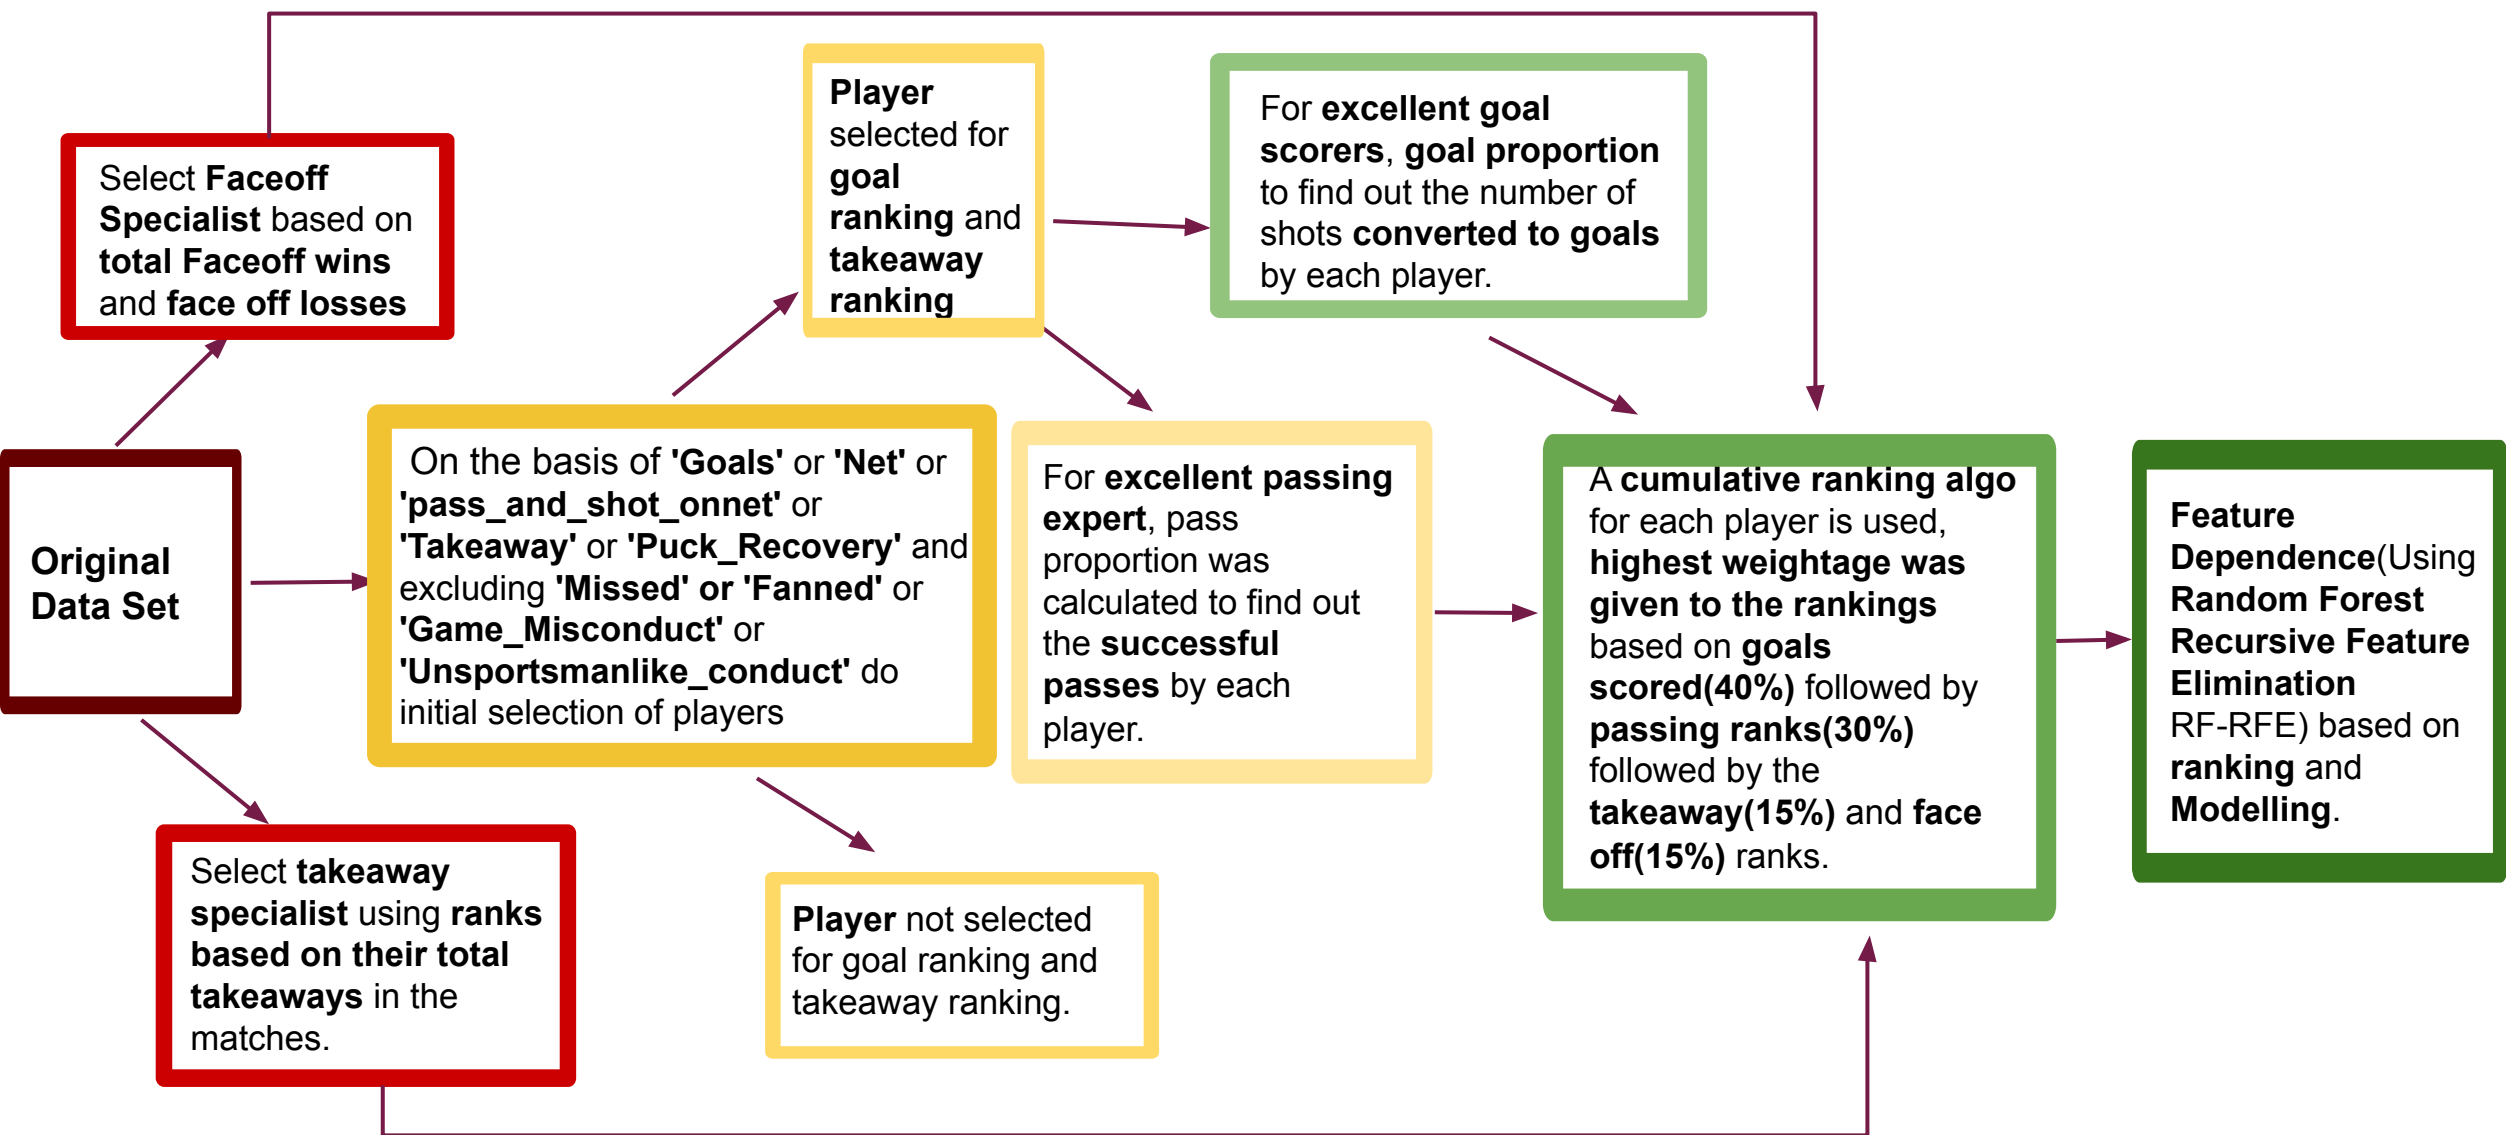 Original
Data Set
Select Faceoff
Specialist based on
total Faceoff wins
and face off losses
On the basis of 'Goals' or 'Net' or
'pass_and_shot_onnet' or
'Takeaway' or 'Puck_Recovery' and
excluding 'Missed' or 'Fanned' or
'Game_Misconduct' or
'Unsportsmanlike_conduct' do
initial selection of players
Select takeaway
specialist using ranks
based on their total
takeaways in the
matches.
Player
selected for
goal
ranking and
takeaway
ranking
Player not selected
for goal ranking and
takeaway ranking.
For excellent goal
scorers, goal proportion
to find out the number of
shots converted to goals
by each player.
For excellent passing
expert, pass
proportion was
calculated to find out
the successful
passes by each
player.
A cumulative ranking algo
for each player is used,
highest weightage was
given to the rankings
based on goals
scored(40%) followed by
passing ranks(30%)
followed by the
takeaway(15%) and face
off(15%) ranks.
Feature
Dependence(Using
Random Forest
Recursive Feature
Elimination
RF-RFE) based on
ranking and
Modelling.